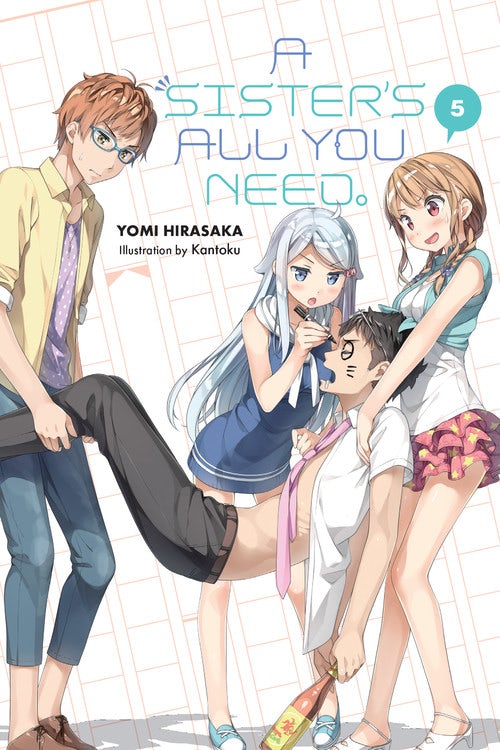 A
SISTER'S
ALL YOU
NEED.
5
YOMI HIRASAKA
Illustration by Kantoku